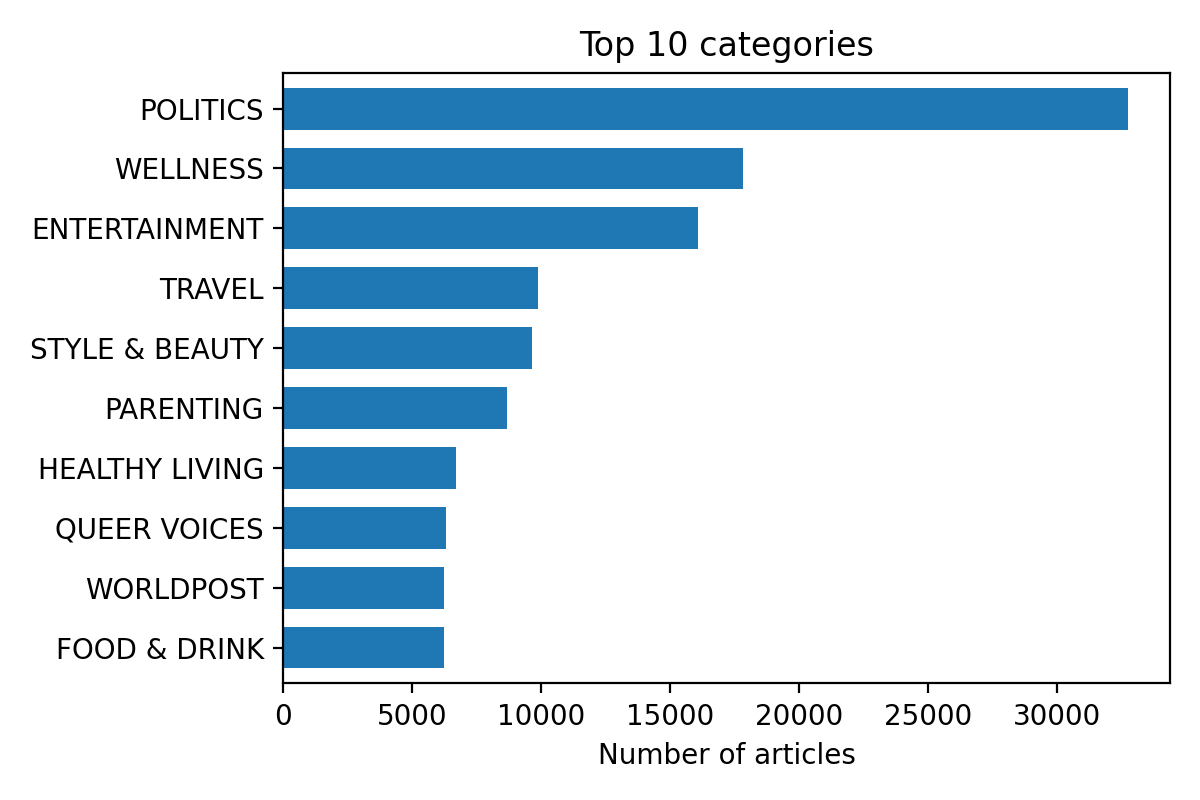 Top 10 categories
POLITICS
WELLNESS
ENTERTAINMENT
TRAVEL
STYLE & BEAUTY
PARENTING
HEALTHY LIVING
QUEER VOICES
WORLDPOST
FOOD & DRINK
0 5000 10000 15000 20000 25000 30000
Number of articles